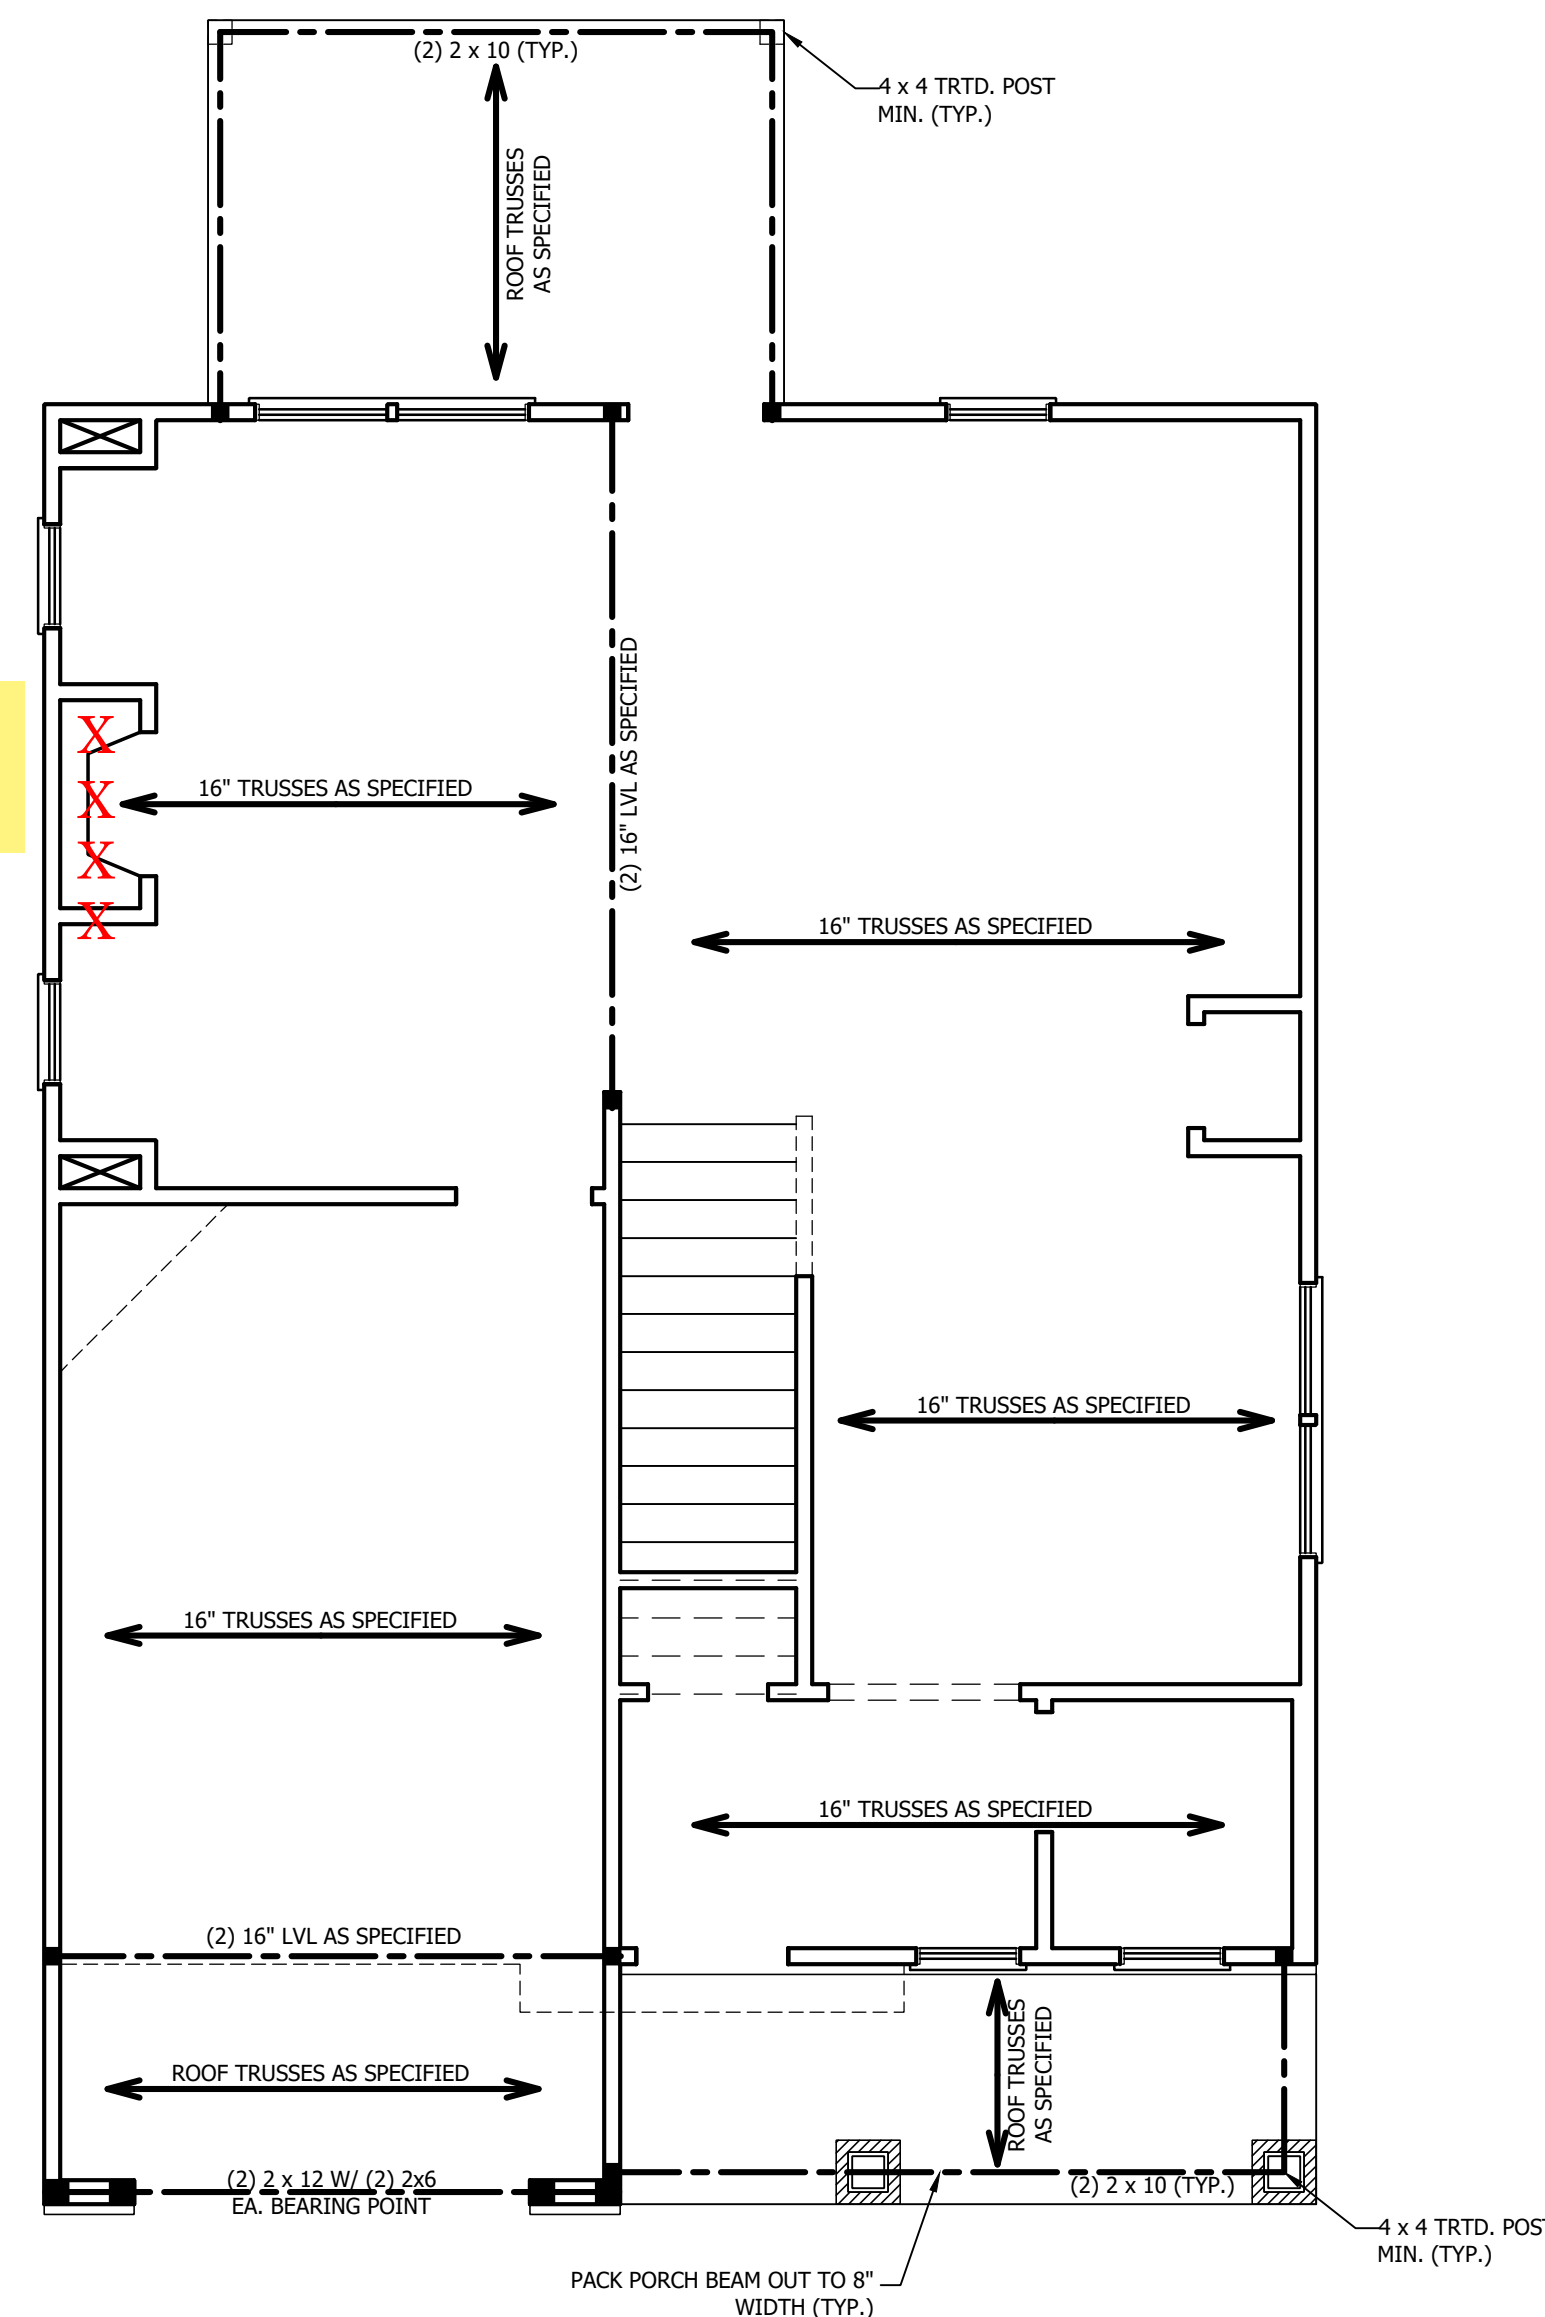 (2) 2 x 10 (TYP.)
4 x 4 TRTD. POST
MIN. (TYP.)
ROOF TRUSSES
AS SPECIFIED
(2) 16" LVL AS SPECIFIED
X
X
X
X
16" TRUSSES AS SPECIFIED
16" TRUSSES AS SPECIFIED
16" TRUSSES AS SPECIFIED
16" TRUSSES AS SPECIFIED
16" TRUSSES AS SPECIFIED
(2) 16" LVL AS SPECIFIED
ROOF TRUSSES
AS SPECIFIED
ROOF TRUSSES AS SPECIFIED
(2) 2 x 12 W/ (2) 2x6
EA. BEARING POINT
(2) 2 x 10 (TYP.)
4 x 4 TRTD. POST
MIN. (TYP.)
PACK PORCH BEAM OUT TO 8"
WIDTH (TYP.)